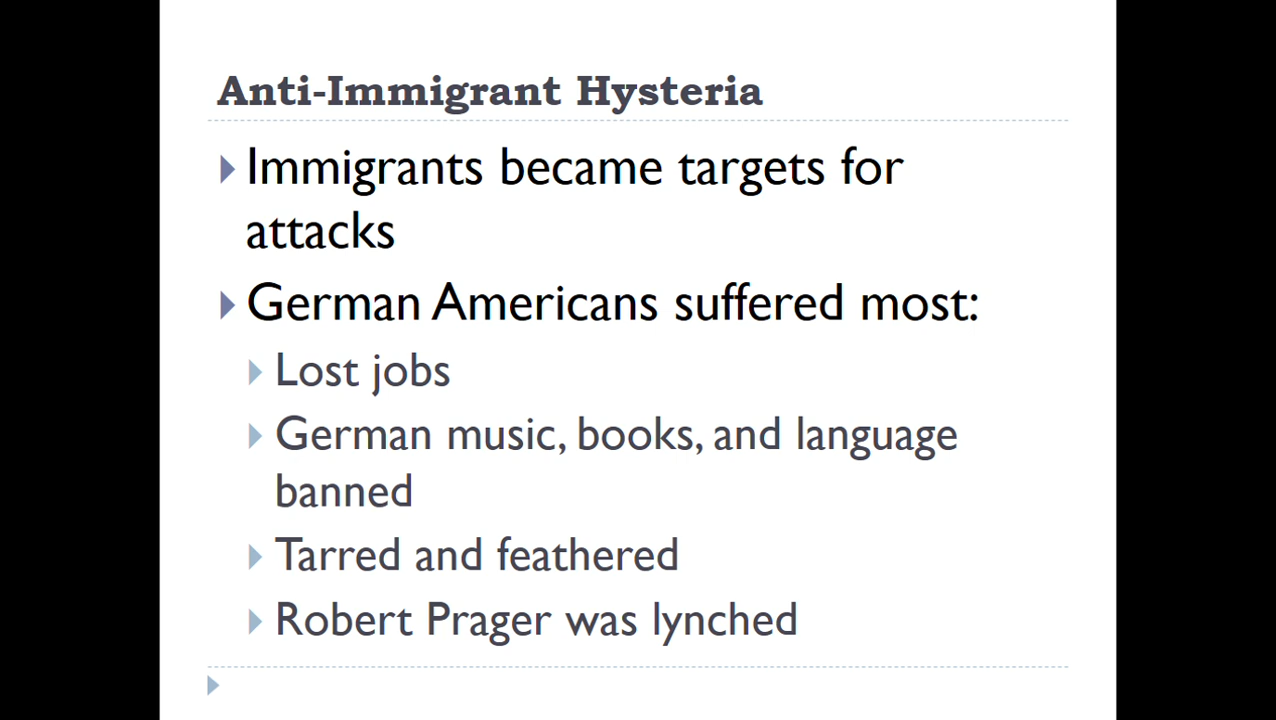 Anti-Immigrant Hysteria
Immigrants became targets for
attacks
German Americans suffered most:
Lost jobs
German music, books, and language
banned
Tarred and feathered
Robert Prager was lynched